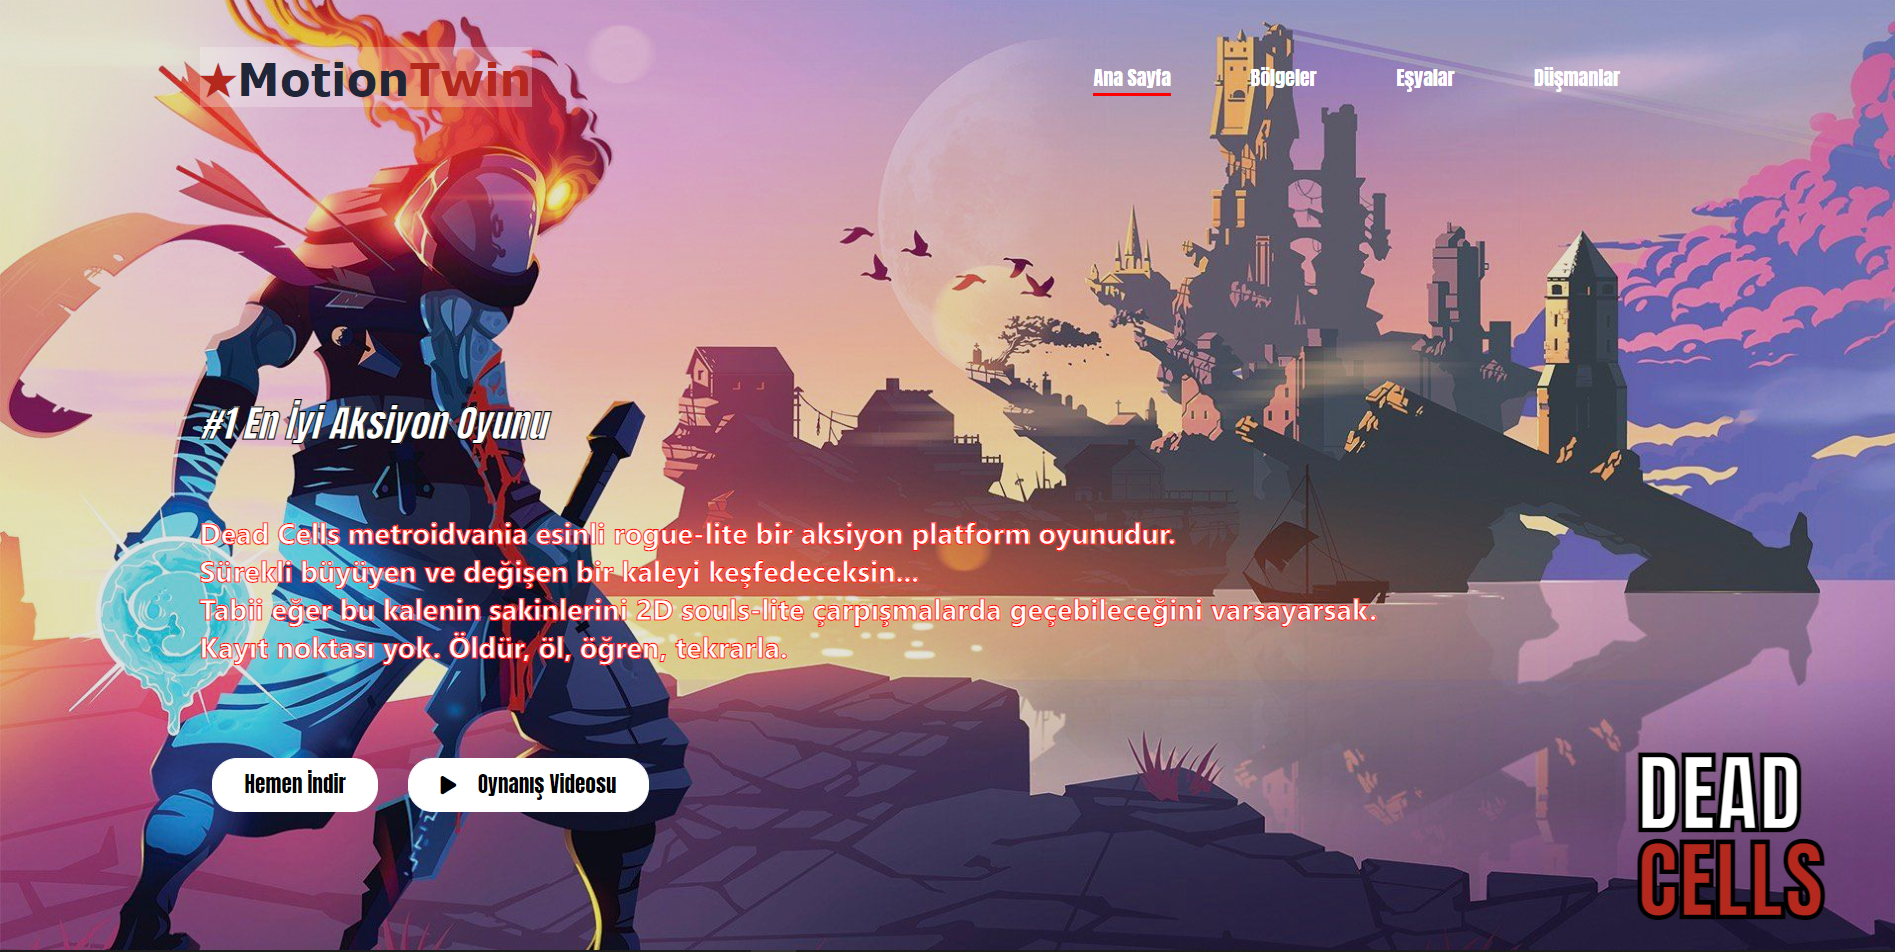 MotionTwin
Ana Sayfa Bölgeler Eşyalar Düşmanlar
#1 En İyi Aksiyon Oyunu
Dead Cells metroidvania esinli rogue-lite bir aksiyon platform oyunudur.
Sürekli büyüyen ve değişen bir kaleyi keşfedeceksin...
Tabii eğer bu kalenin sakinlerini 2D souls-lite çarpışmalarda geçebileceğini varsayarsak.
Kayıt noktası yok. Öldür, öl, öğren, tekrarla.
Hemen İndir
Oynanış Videosu
DEAD
CELLS